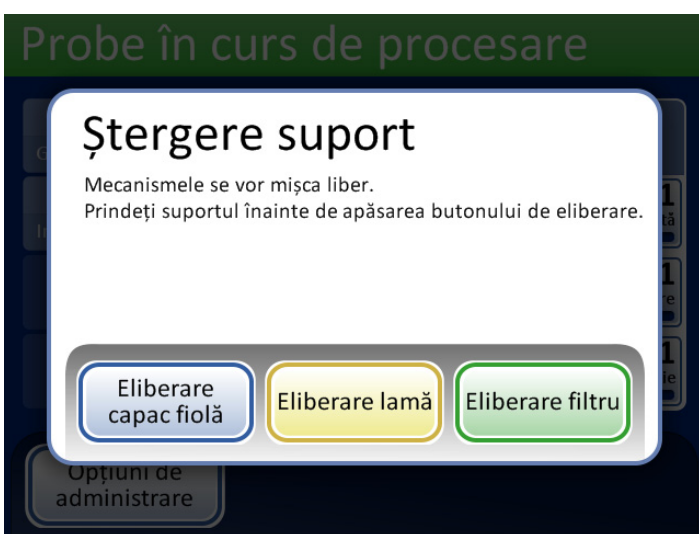 Probe în curs de procesare
Ștergere suport
Mecanismele se vor mișca liber.
Prindeți suportul înainte de apăsarea butonului de eliberare.
Eliberare
capac fiolă
Eliberare lamă
Eliberare filtru
Opțiuni de
administrare